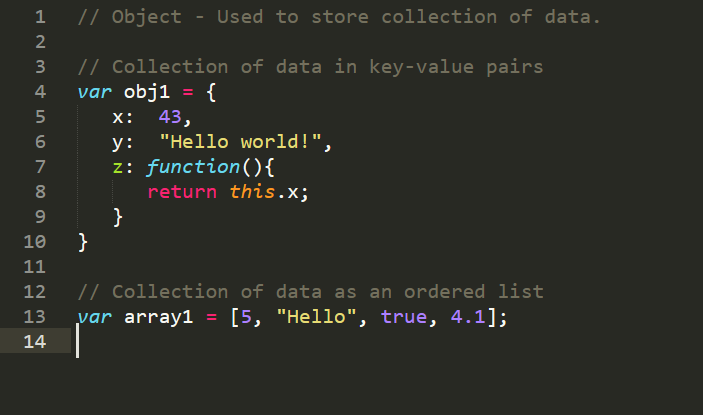 1 // Object - Used to store collection of data.
2
3 // Collection of data in key-value pairs
4 var obj1 = {
5    x:  43,
6    y:  "Hello world!",
7    z: function(){
8       return this.x;
9    }
10 }
11
12 // Collection of data as an ordered list
13 var array1 = [5, "Hello", true, 4.1];
14